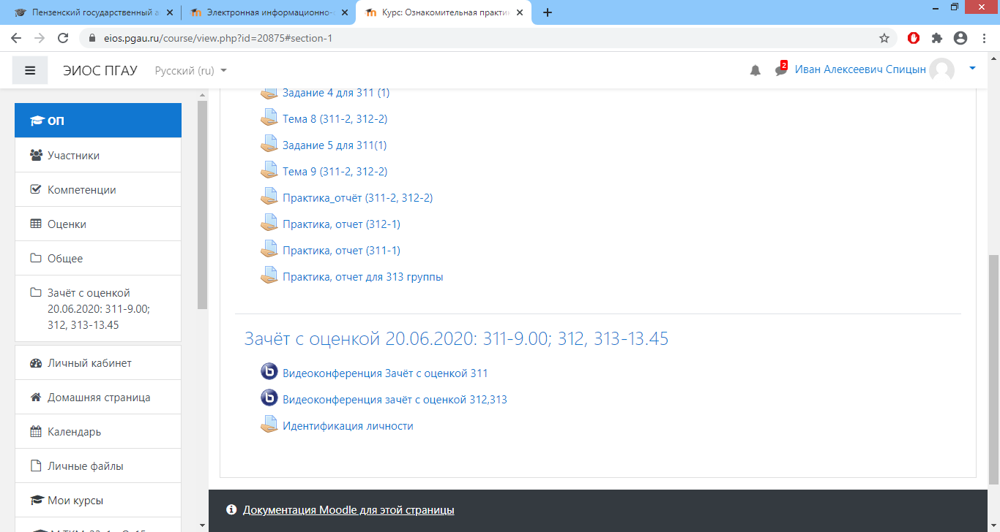 Пензенский государственный а
Электронная информационно-
Курс: Ознакомительная практи
eios.pgau.ru/course/view.php?id=20875#section-1
ЭИОС ПГАУ
Русский (ru)
2
Иван Алексеевич Спицын
ОП
Участники
Компетенции
Оценки
Общее
Зачёт с оценкой
20.06.2020: 311-9.00;
312, 313-13.45
Личный кабинет
Домашняя страница
Календарь
Личные файлы
Мои курсы
Задание 4 для 311 (1)
Тема 8 (311-2, 312-2)
Задание 5 для 311(1)
Тема 9 (311-2, 312-2)
Практика_отчёт (311-2, 312-2)
Практика, отчет (312-1)
Практика, отчет (311-1)
Практика, отчет для 313 группы
Зачёт с оценкой 20.06.2020: 311-9.00; 312, 313-13.45
Видеоконференция Зачёт с оценкой 311
Видеоконференция зачёт с оценкой 312,313
Идентификация личности
Документация Moodle для этой страницы